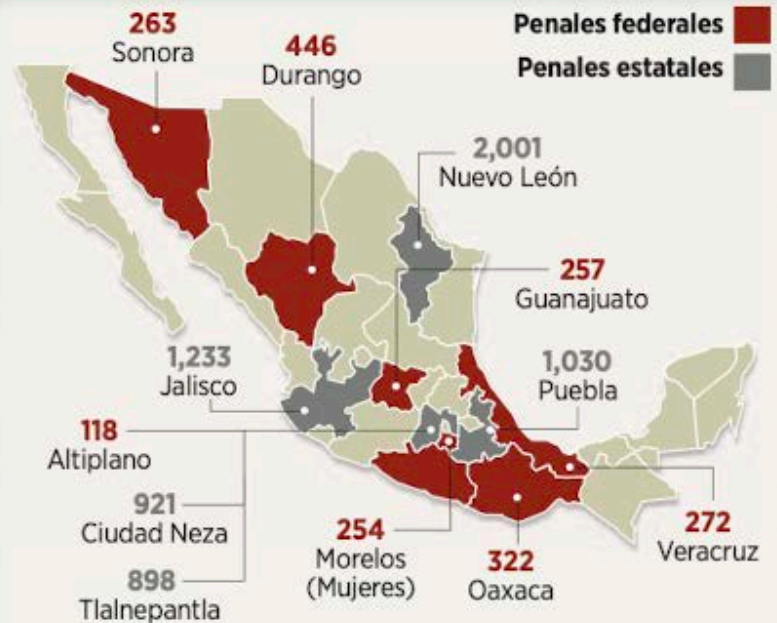 Penales federales
Penales estatales
263
Sonora
446
Durango
2,001
Nuevo León
257
Guanajuato
1,233
Jalisco
1,030
Puebla
118
Altiplano
921
Ciudad Neza
898
Tlalnepantla
254
Morelos
(Mujeres)
322
Oaxaca
272
Veracruz